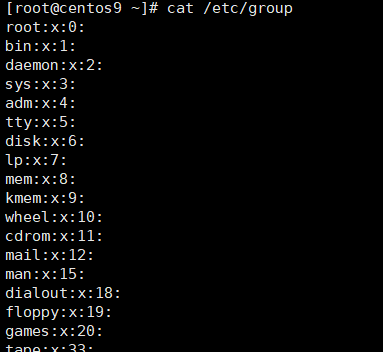 [root@centos9 ~]# cat /etc/group
root:x:0:
bin:x:1:
daemon:x:2:
sys:x:3:
adm:x:4:
tty:x:5:
disk:x:6:
lp:x:7:
mem:x:8:
kmem:x:9:
wheel:x:10:
cdrom:x:11:
mail:x:12:
man:x:15:
dialout:x:18:
floppy:x:19:
games:x:20:
tape:x:33: